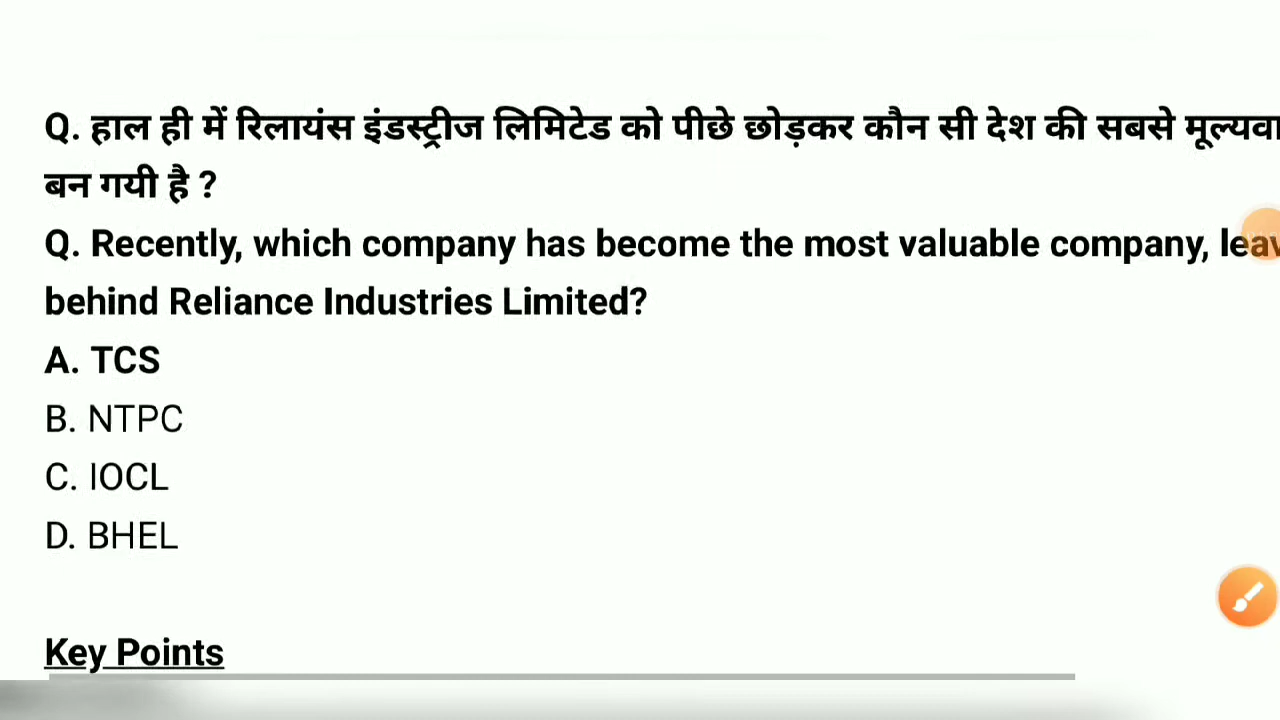 Q. हाल ही में रिलायंस इंडस्ट्रीज लिमिटेड को पीछे छोड़कर कौन सी देश की सबसे
बन गयी है ?
Q. Recently, which company has become the most valuable company,
behind Reliance Industries Limited?
A. TCS
B. NTPC
C. IOCL
D. BHEL
Key Points